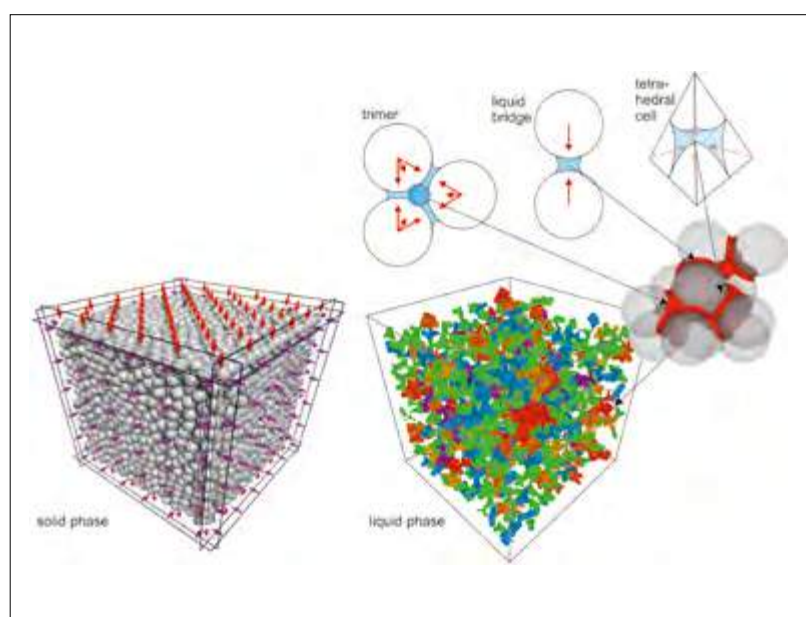 tetra-
hedral
cell
liquid
bridge
trimer
solid phase
liquid phase